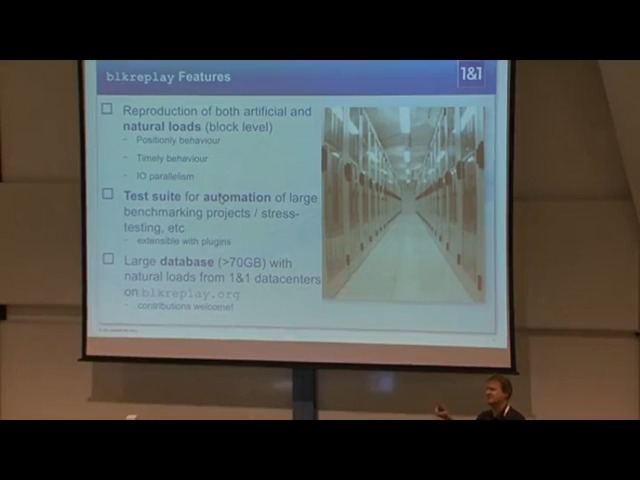 blkreplay Features
1&1
Reproduction of both artificial and
natural loads (block level)
- Positionly behaviour
- Timely behaviour
- IO parallelism
Test suite for automation of large
benchmarking projects / stress-
testing, etc
- extensible with plugins
Large database (>70GB) with
natural loads from 1&1 datacenters
on blkreplay.org
- contributions welcome!